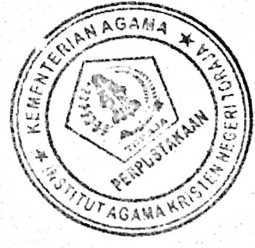 KEMENTERIAN AGAMA
INSTITUT AGAMA KRISTEN NEGERI TORAJA
PERPUSTAKAAN